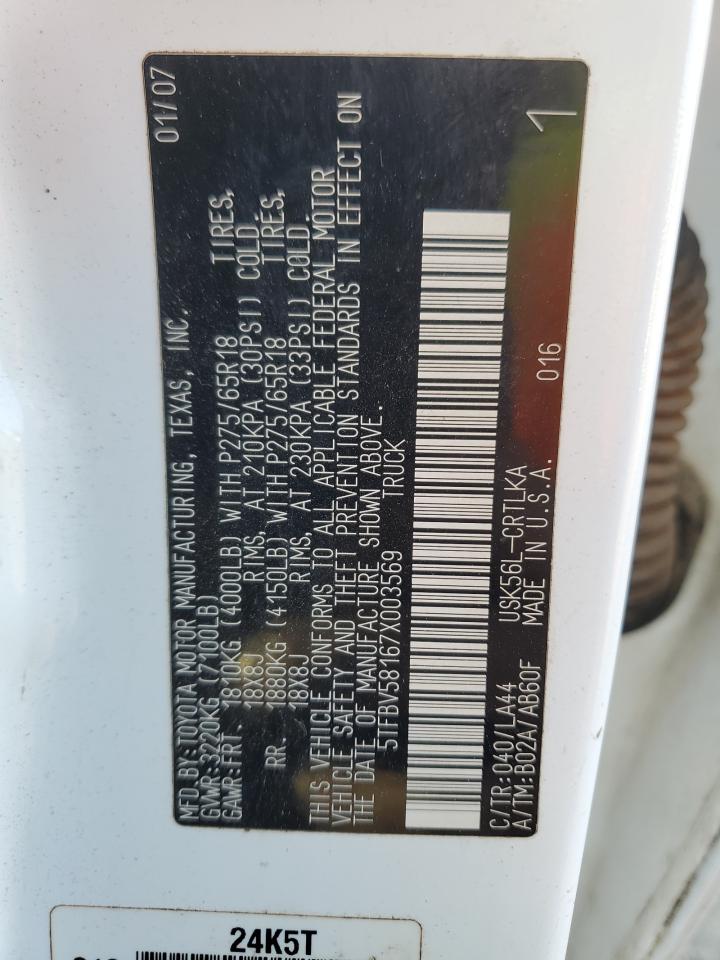 MFD BY:TOYOTA MOTOR MANUFACTURING, TEXAS, INC. 01/07
GVWR:3220KG (7100LB)
GAWR:FRT 1810KG (4000LB) WITH P275/65R18 TIRES,
18X8J RIMS, AT 210KPA (30PSI) COLD.
RR. 1880KG (4150LB) WITH P275/65R18 TIRES,
18X8J RIMS, AT 230KPA (33PSI) COLD.
THIS VEHICLE CONFORMS TO ALL APPLICABLE FEDERAL MOTOR
VEHICLE SAFETY AND THEFT PREVENTION STANDARDS IN EFFECT ON
THE DATE OF MANUFACTURE SHOWN ABOVE.
5TFBV58167X003569 TRUCK
C/TR:040/LA44 USK56L-CRTLKA
A/TM:B02A/AB60F MADE IN U.S.A. 016 1
24K5T